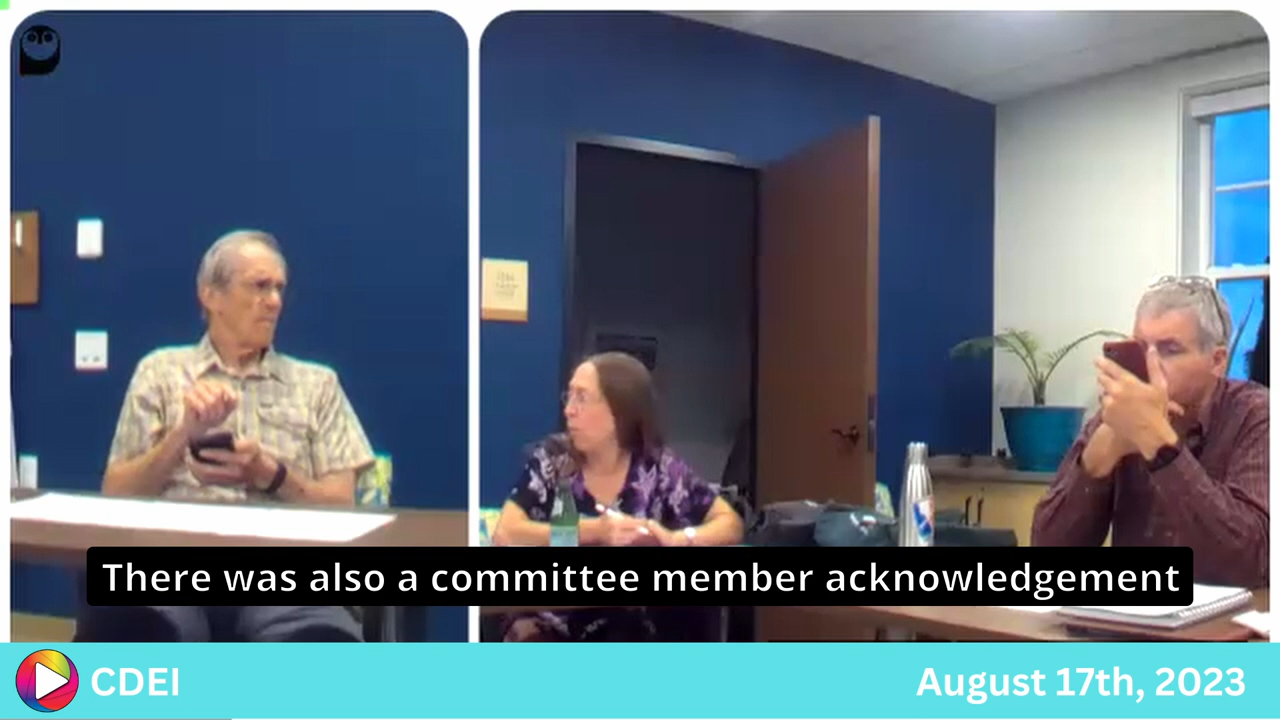 There was also a committee member acknowledgement
CDEI
August 17th, 2023